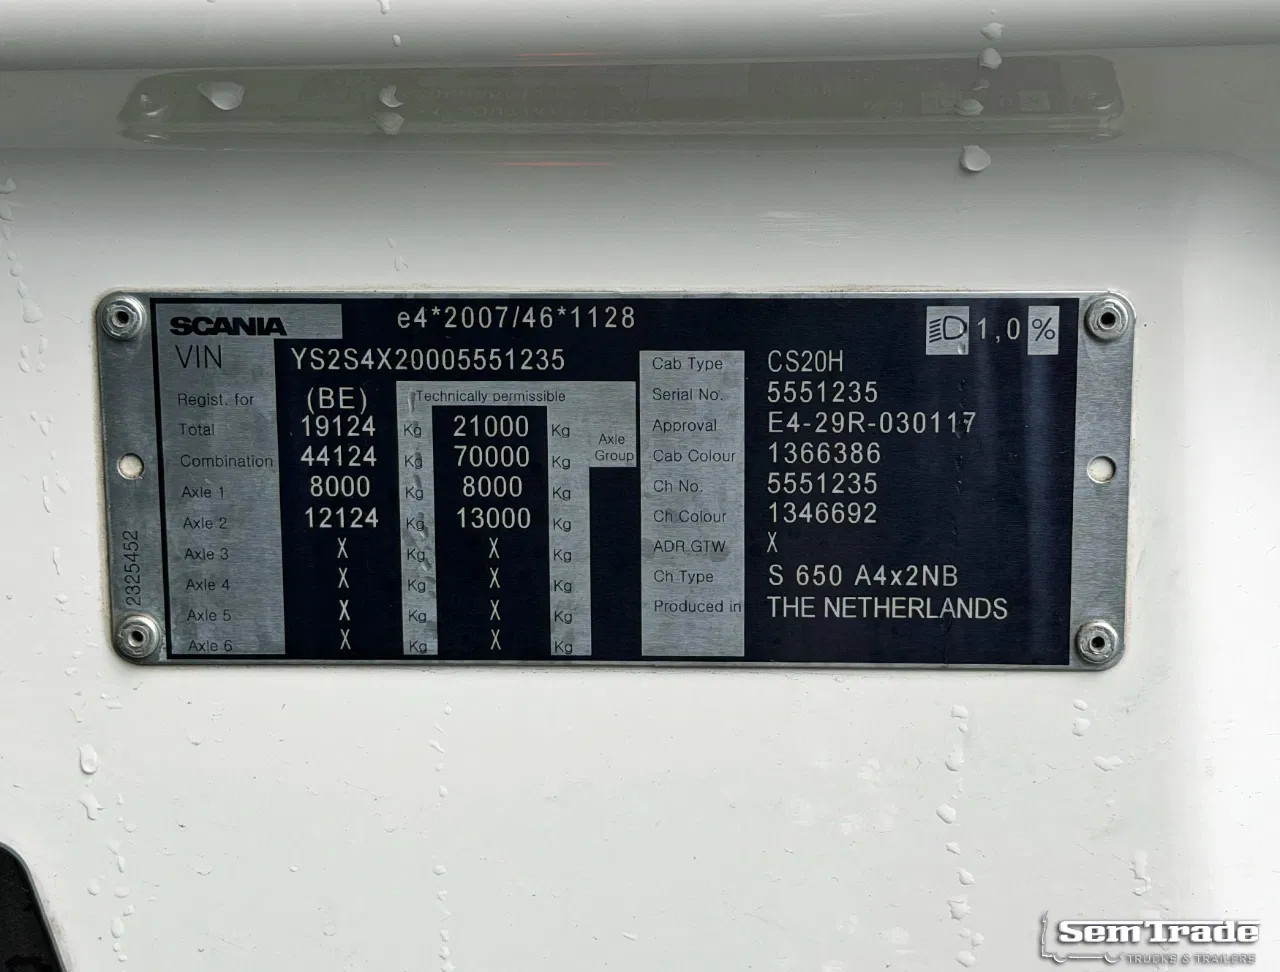 SCANIA e4*2007/46*1128 1,0 %
VIN YS2S4X20005551235
Regist. for (BE) Technically permissible
Total 19124 Kg 21000 Kg
Axle Group
Combination 44124 Kg 70000 Kg
Axle 1 8000 Kg 8000 Kg
Axle 2 12124 Kg 13000 Kg
Axle 3 X Kg X Kg
Axle 4 X Kg X Kg
Axle 5 X Kg X Kg
Axle 6 X Kg X Kg
Cab Type CS20H
Serial No. 5551235
Approval E4-29R-030117
Cab Colour 1366386
Ch No. 5551235
Ch Colour 1346692
ADR GTW X
Ch Type S 650 A4x2NB
Produced in THE NETHERLANDS
2325452
SemTrade
TRUCKS & TRAILERS